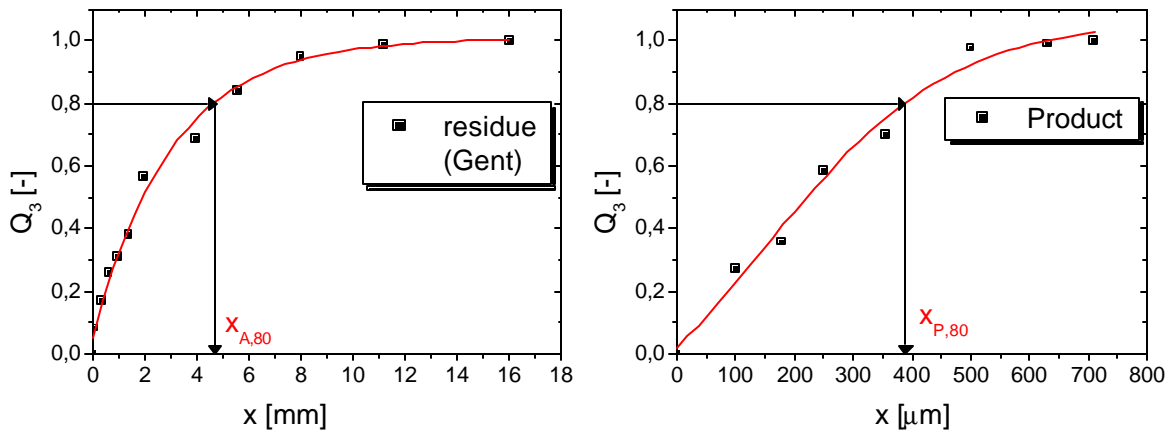 1,0
0,8
0,6
0,4
0,2
0,0
Q3 [-]
residue
(Gent)
xA,80
0 2 4 6 8 10 12 14 16 18
x [mm]
1,0
0,8
0,6
0,4
0,2
0,0
Q3 [-]
Product
xP,80
0 100 200 300 400 500 600 700 800
x [μm]